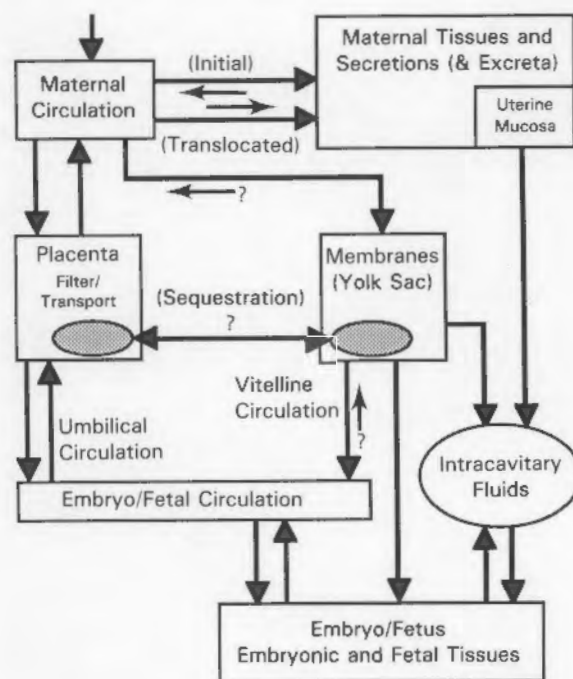 (Initial)
Maternal
Circulation
(Translocated)
Maternal Tissues and
Secretions (& Excreta)
Uterine
Mucosa
?
Placenta
Filter/
Transport
(Sequestration)
?
Membranes
(Yolk Sac)
Umbilical
Circulation
Vitelline
Circulation
?
Intracavitary
Fluids
Embryo/Fetal Circulation
Embryo/Fetus
Embryonic and Fetal Tissues